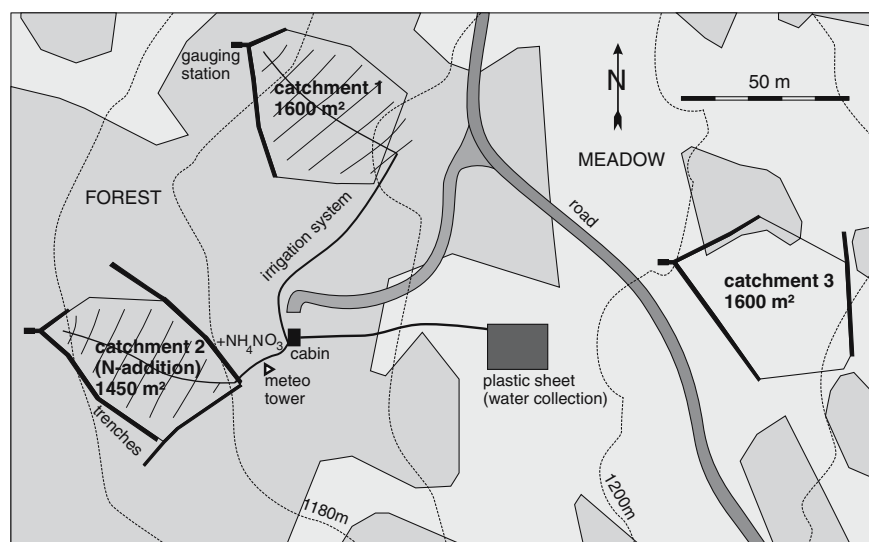 gauging
station
catchment 1
1600 m²
N
50 m
MEADOW
FOREST
road
irrigation system
catchment 3
1600 m²
+NH₄NO₃
cabin
catchment 2
(N-addition)
1450 m²
meteo
tower
plastic sheet
(water collection)
trenches
1180m
1200m